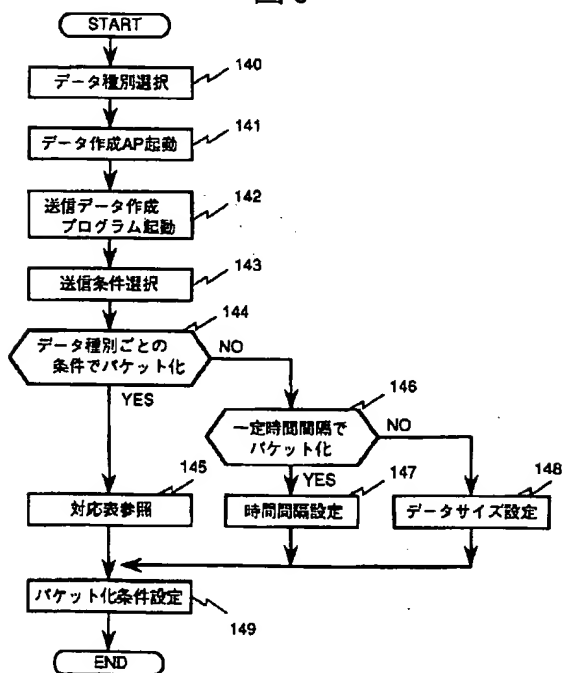 START
140
データ種別選択
141
データ作成AP起動
142
送信データ作成
プログラム起動
143
送信条件選択
144
データ種別ごとの
条件でパケット化
NO
YES
146
一定時間間隔で
パケット化
NO
YES
145
対応表参照
147
時間間隔設定
148
データサイズ設定
パケット化条件設定
149
END